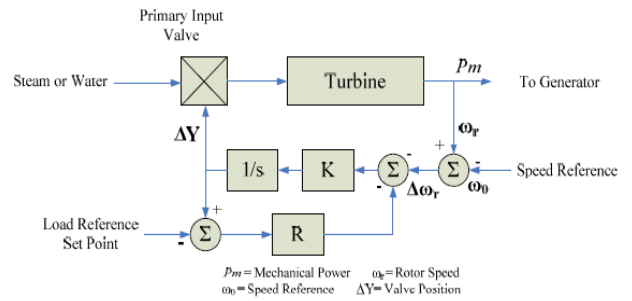 Primary Input
Valve
Steam or Water
Turbine
Pm
To Generator
ΔY
ωr
+
-
1/s
K
Σ
-
-
Δωr
Σ
ω0
Speed Reference
Load Reference
Set Point
+
-
Σ
R
Pm = Mechanical Power ωr=Rotor Speed
ω0 = Speed Reference ΔY=Valve Position